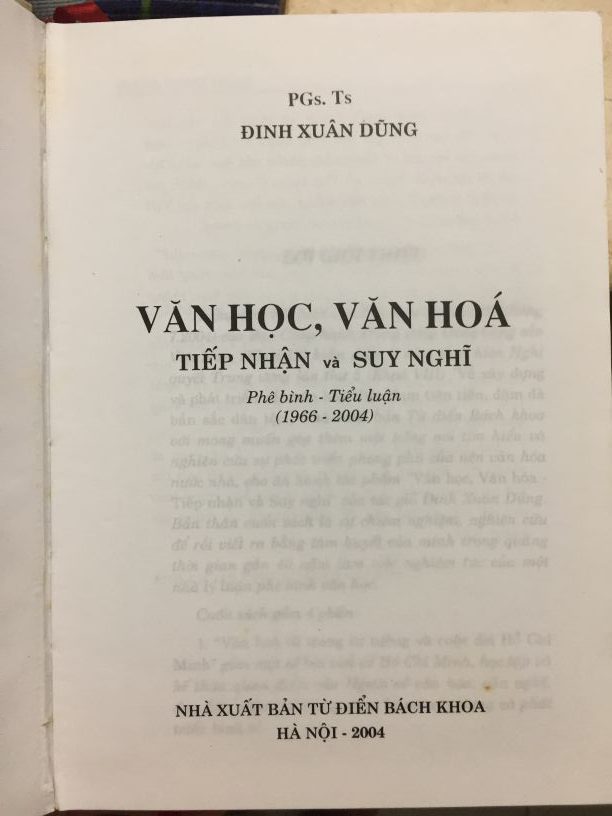 PGs. Ts
ĐINH XUÂN DŨNG
VĂN HỌC, VĂN HOÁ
TIẾP NHẬN và SUY NGHĨ
Phê bình - Tiểu luận
(1966 - 2004)
NHÀ XUẤT BẢN TỪ ĐIỂN BÁCH KHOA
HÀ NỘI - 2004